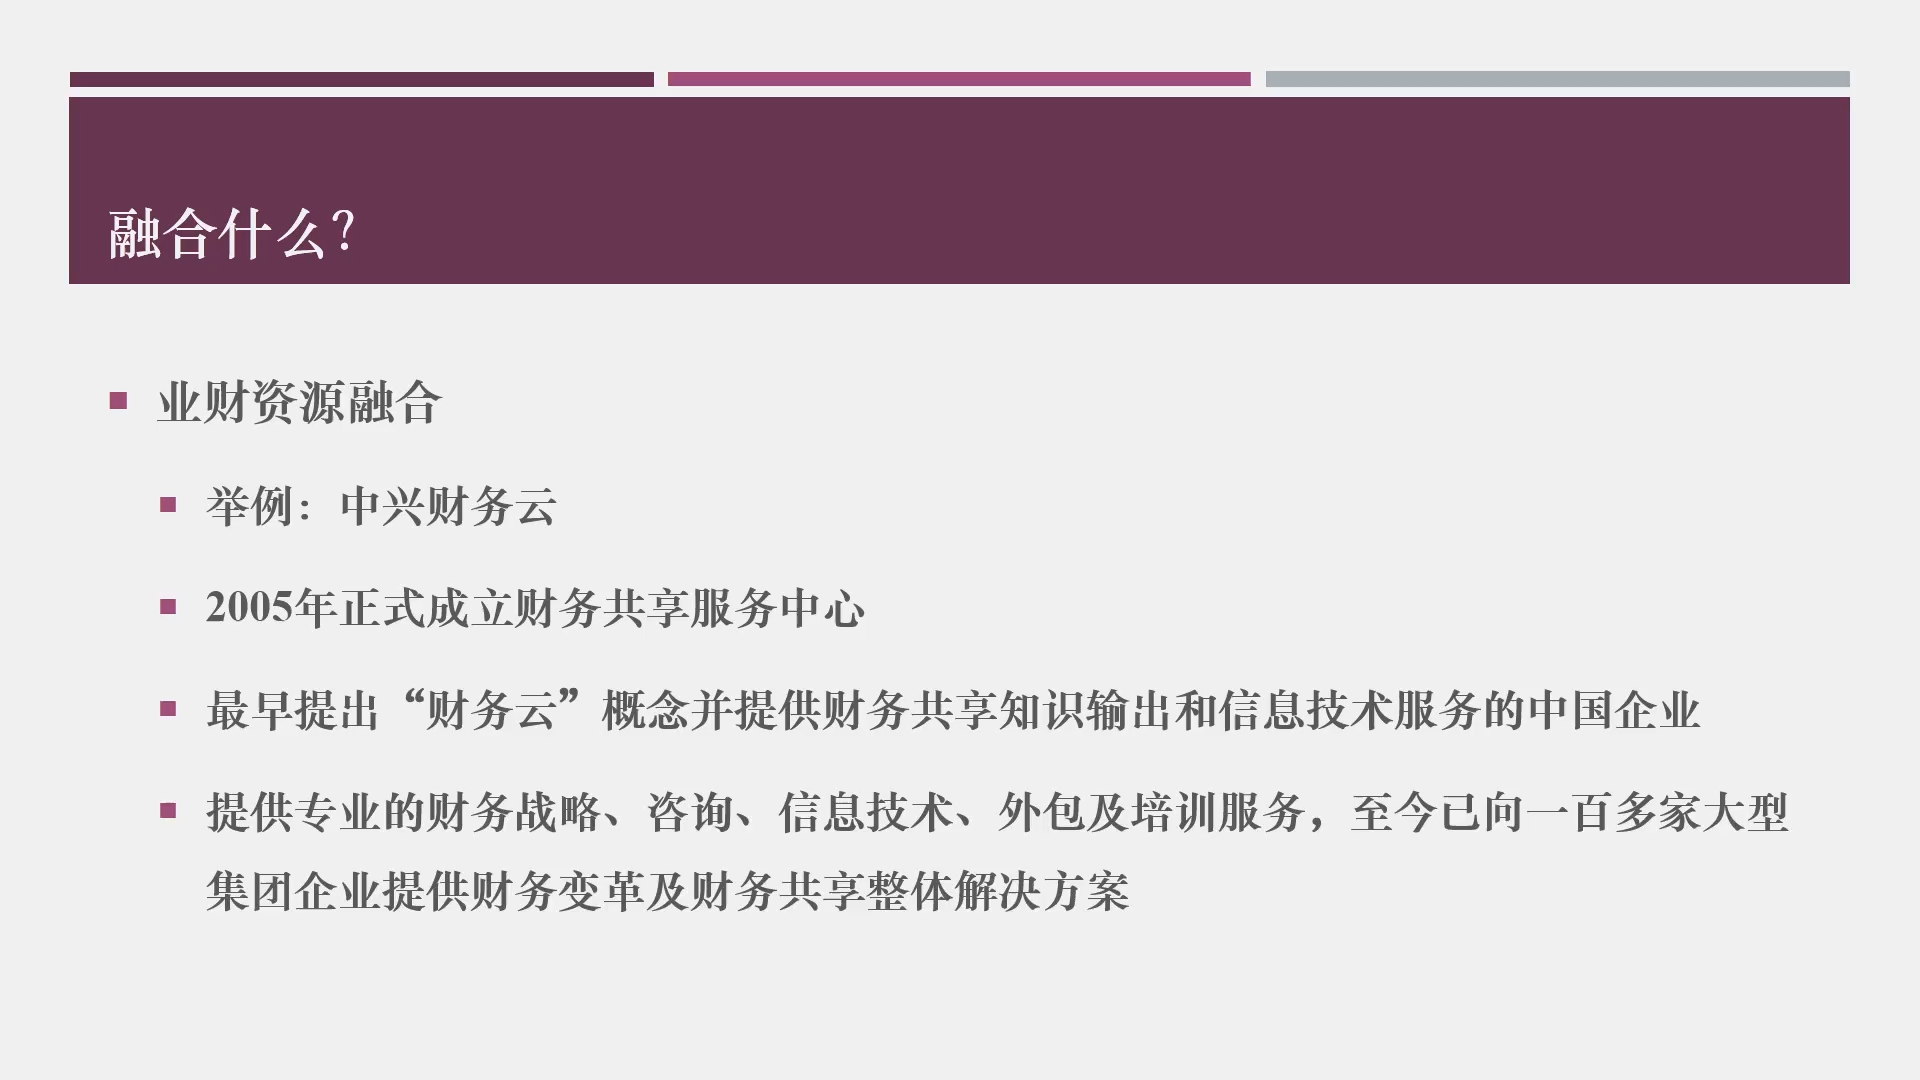 融合什么？
业财资源融合
举例：中兴财务云
2005年正式成立财务共享服务中心
最早提出“财务云”概念并提供财务共享知识输出和信息技术服务的中国企业
提供专业的财务战略、咨询、信息技术、外包及培训服务，至今已向一百多家大型
集团企业提供财务变革及财务共享整体解决方案